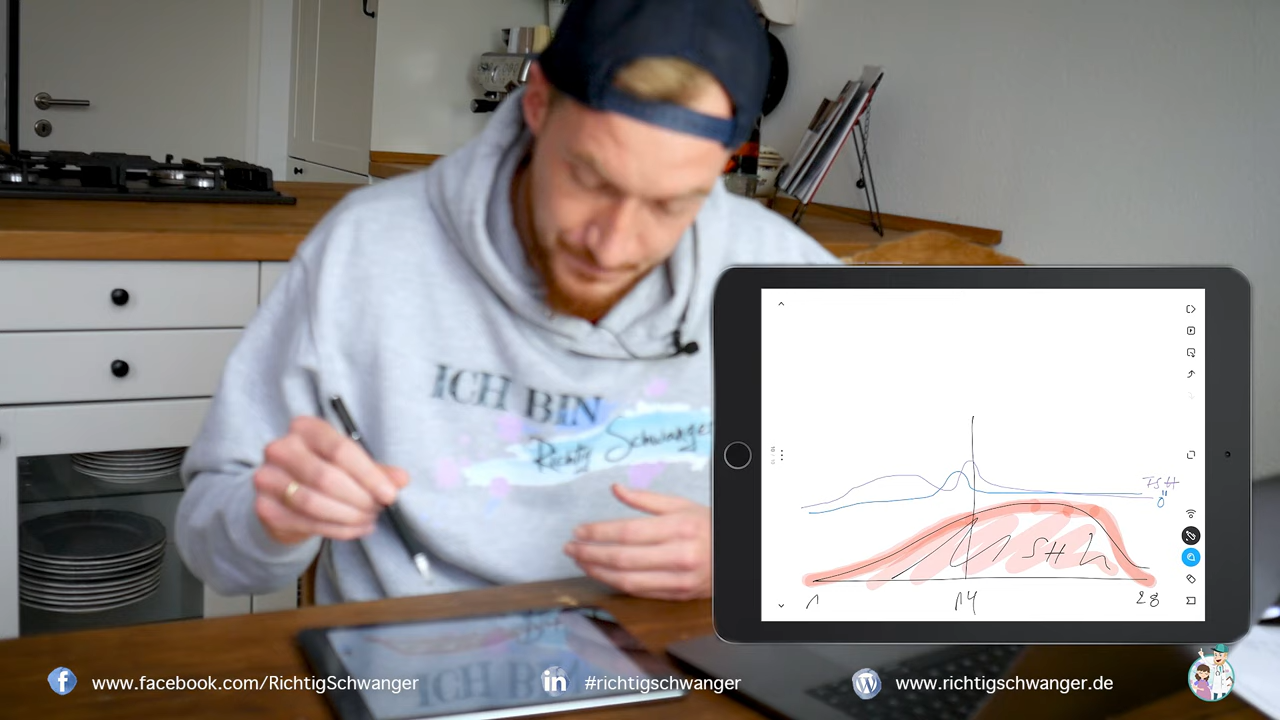 ICH BIN
Richtig Schwanger
FSH
Ö
SH
1
14
28
www.facebook.com/RichtigSchwanger
#richtigschwanger
www.richtigschwanger.de